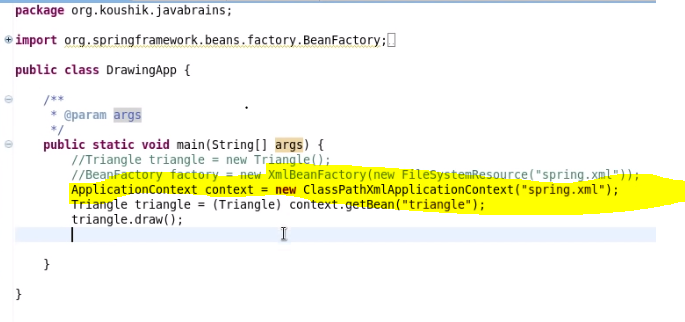 package org.koushik.javabrains;
import org.springframework.beans.factory.BeanFactory;
public class DrawingApp {
/**
* @param args
*/
public static void main(String[] args) {
//Triangle triangle = new Triangle();
//BeanFactory factory = new XmlBeanFactory(new FileSystemResource("spring.xml"));
ApplicationContext context = new ClassPathXmlApplicationContext("spring.xml");
Triangle triangle = (Triangle) context.getBean("triangle");
triangle.draw();
}
}